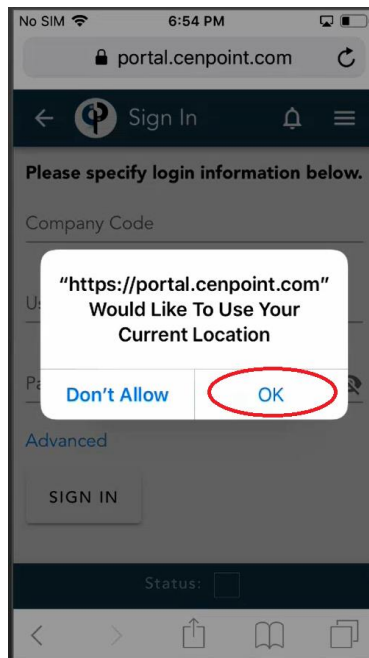 No SIM 6:54 PM
portal.cenpoint.com
Sign In
Please specify login information below.
Company Code
"https://portal.cenpoint.com"
Would Like To Use Your
Current Location
Don't Allow OK
Advanced
SIGN IN
Status: